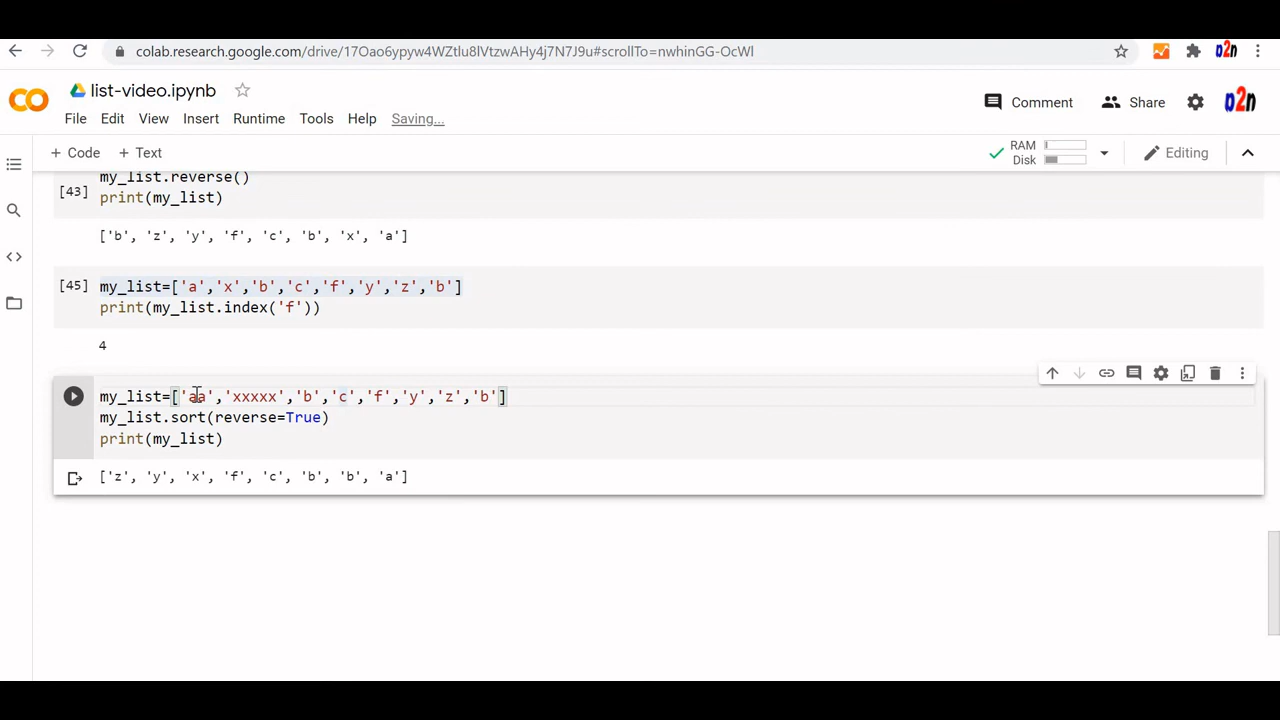 colab.research.google.com/drive/17Oao6ypyw4WZtlu8lVtzwAHy4j7N7J9u#scrollTo=nwhinGG-OcWl
list-video.ipynb
Comment Share
File Edit View Insert Runtime Tools Help Saving...
+ Code + Text
RAM
Disk
Editing
my_list.reverse()
[43]
print(my_list)
['b', 'z', 'y', 'f', 'c', 'b', 'x', 'a']
[45] my_list=['a','x','b','c','f','y','z','b']
print(my_list.index('f'))
4
my_list=['aa','xxxxx','b','c','f','y','z','b']
my_list.sort(reverse=True)
print(my_list)
['z', 'y', 'x', 'f', 'c', 'b', 'b', 'a']